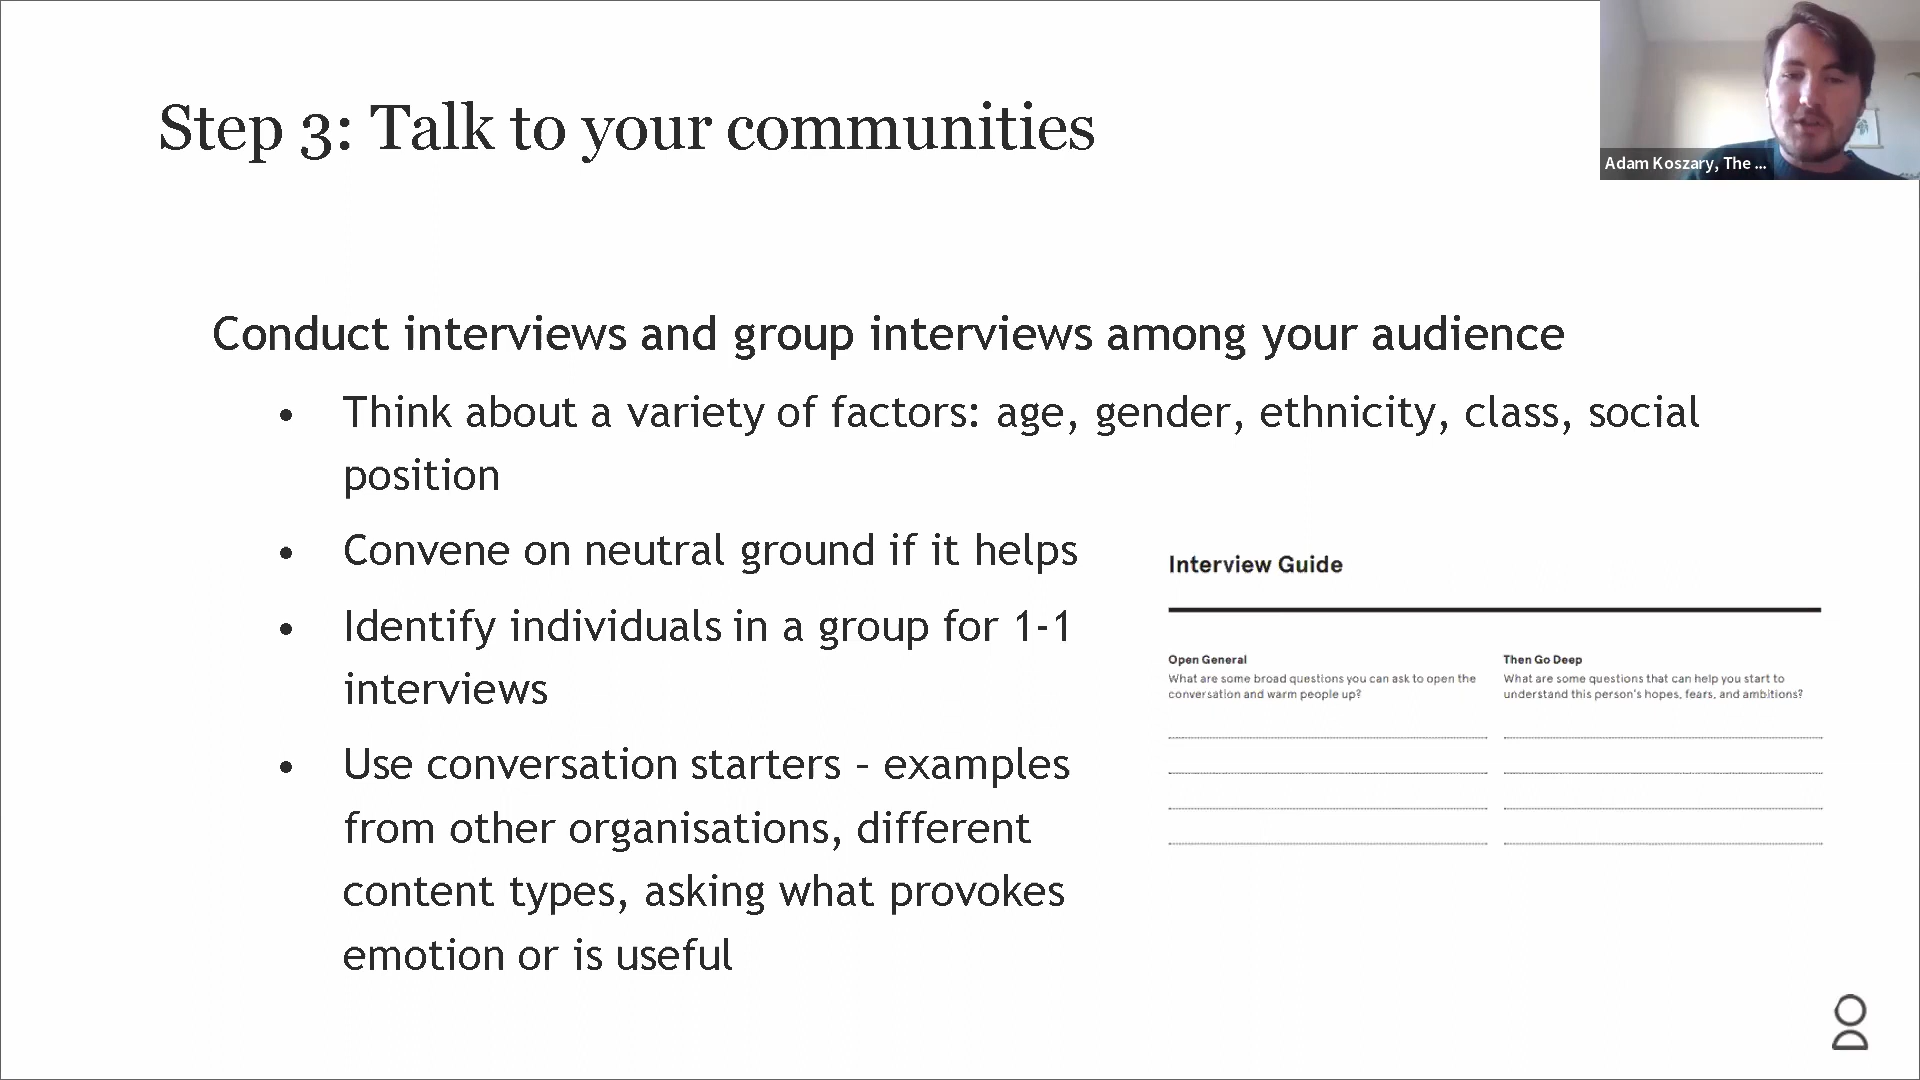 Step 3: Talk to your communities
Adam Koszary, The ...
Conduct interviews and group interviews among your audience
• Think about a variety of factors: age, gender, ethnicity, class, social
position
• Convene on neutral ground if it helps
• Identify individuals in a group for 1-1
interviews
• Use conversation starters – examples
from other organisations, different
content types, asking what provokes
emotion or is useful
Interview Guide
Open General
What are some broad questions you can ask to open the
conversation and warm people up?
Then Go Deep
What are some questions that can help you start to
understand this person's hopes, fears, and ambitions?